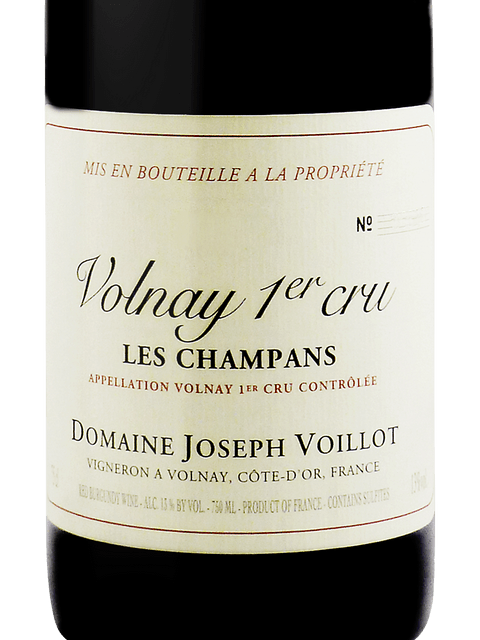 MIS EN BOUTEILLE A LA PROPRIÉTÉ
Nº
Volnay 1er cru
LES CHAMPANS
APPELLATION VOLNAY 1ER CRU CONTRÔLÉE
DOMAINE JOSEPH VOILLOT
VIGNERON A VOLNAY, CÔTE-D'OR, FRANCE
RED BURGUNDY WINE - ALC. 13 % BY VOL. - 750 ML - PRODUCT OF FRANCE - CONTAINS SULFITES